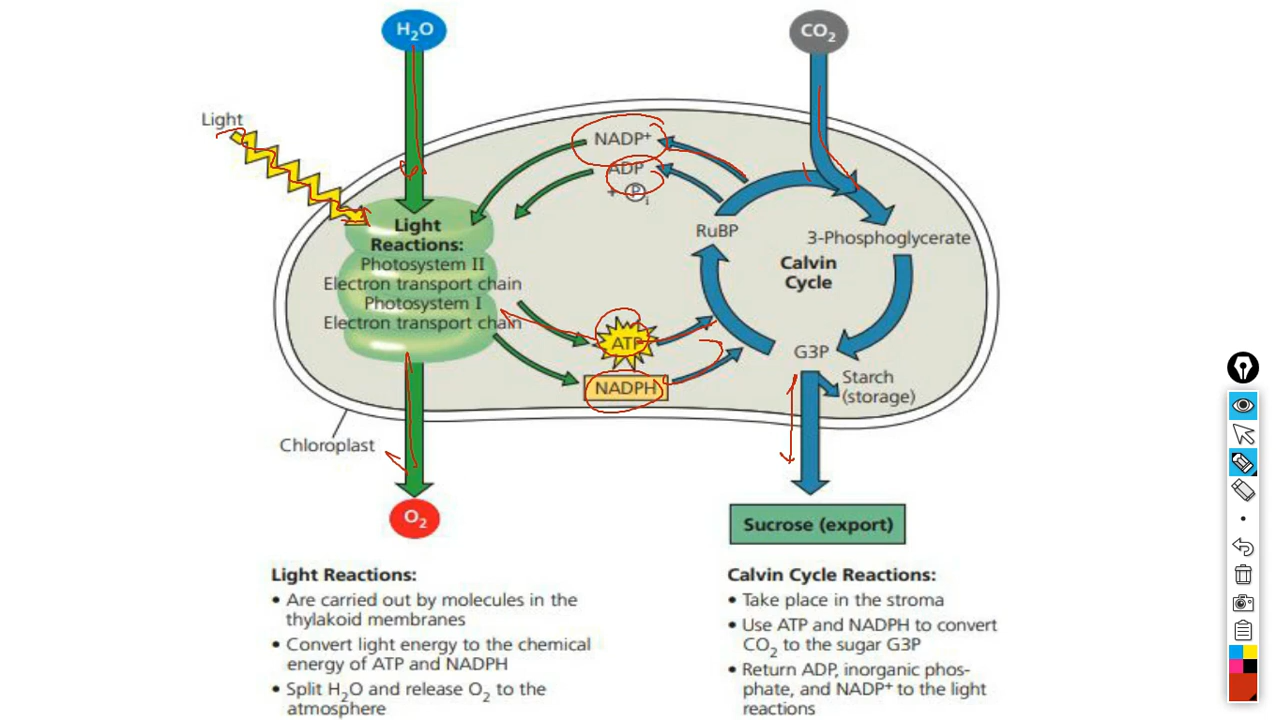 H₂O
CO₂
Light
NADP⁺
ADP
+ Pᵢ
Light
Reactions:
Photosystem II
Electron transport chain
Photosystem I
Electron transport chain
RuBP
3-Phosphoglycerate
Calvin
Cycle
ATP
NADPH
G3P
Starch
(storage)
Chloroplast
O₂
Sucrose (export)
Light Reactions:
• Are carried out by molecules in the
thylakoid membranes
• Convert light energy to the chemical
energy of ATP and NADPH
• Split H₂O and release O₂ to the
atmosphere
Calvin Cycle Reactions:
• Take place in the stroma
• Use ATP and NADPH to convert
CO₂ to the sugar G3P
• Return ADP, inorganic phos-
phate, and NADP⁺ to the light
reactions